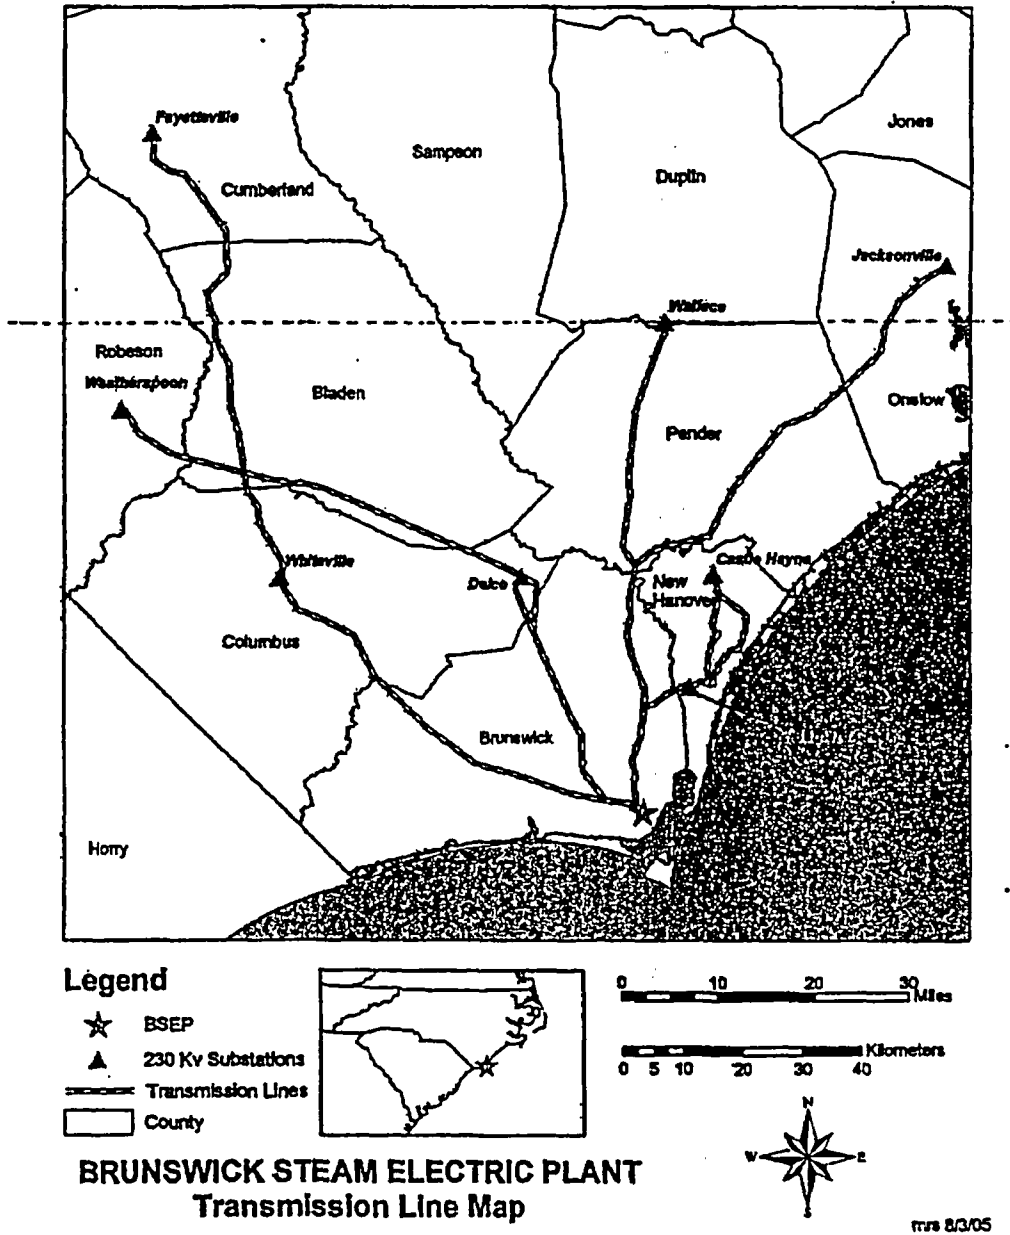 Fayetteville
Jones
Sampson
Duplin
Cumberland
Jacksonville
Wallace
Robeson
Weatherspoon
Bladen
Onslow
Pender
Whiteville
Castle Hayne
Delco
New
Hanover
Columbus
Brunswick
Horry
Legend
BSEP
230 Kv Substations
Transmission Lines
County
0 10 20 30 Miles
Kilometers
0 5 10 20 30 40
N
W E
S
BRUNSWICK STEAM ELECTRIC PLANT
Transmission Line Map
mrs 8/3/05